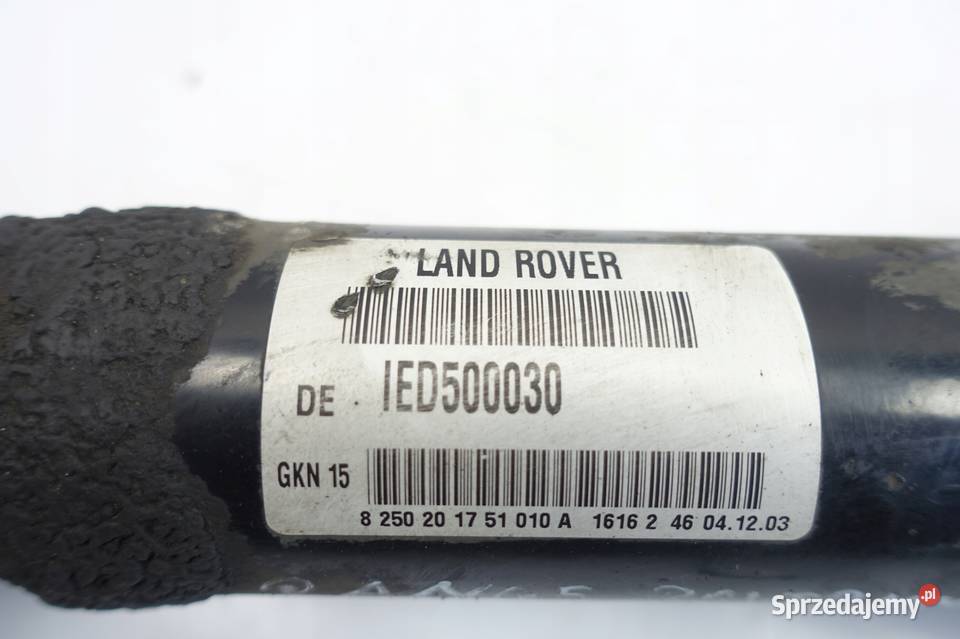 LAND ROVER
DE IED500030
GKN 15
8 250 20 17 51 010 A 1616 2 46 04.12.03
Sprzedajemy.pl